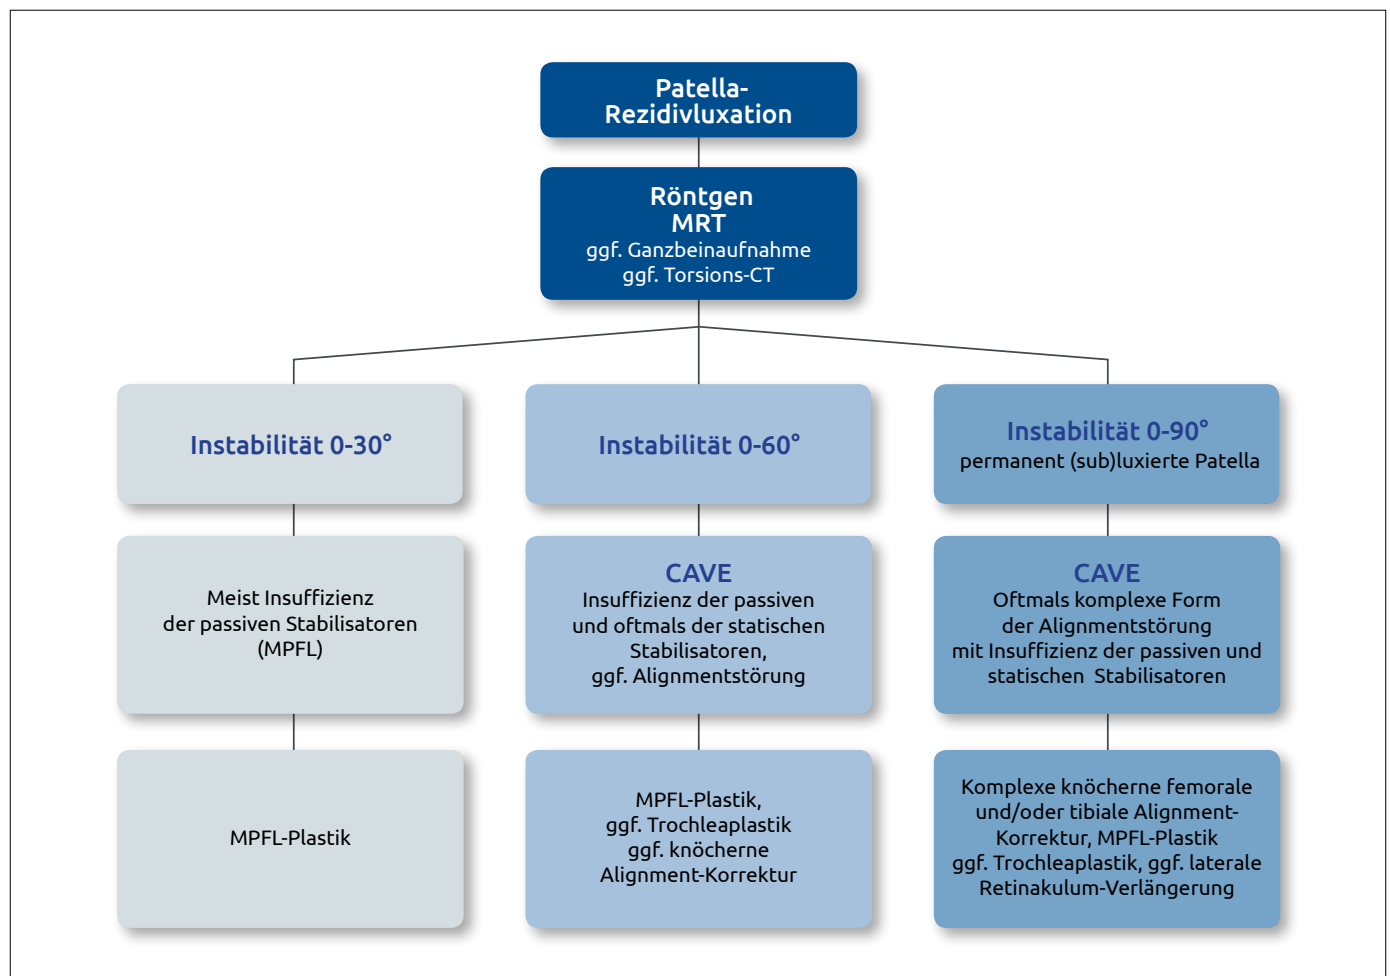 Patella-
Rezidivluxation
Röntgen
MRT
ggf. Ganzbeinaufnahme
ggf. Torsions-CT
Instabilität 0-30°
Instabilität 0-60°
Instabilität 0-90°
permanent (sub)luxierte Patella
Meist Insuffizienz
der passiven Stabilisatoren
(MPFL)
CAVE
Insuffizienz der passiven
und oftmals der statischen
Stabilisatoren,
ggf. Alignmentstörung
CAVE
Oftmals komplexe Form
der Alignmentstörung
mit Insuffizienz der passiven und
statischen Stabilisatoren
MPFL-Plastik
MPFL-Plastik,
ggf. Trochleaplastik
ggf. knöcherne
Alignment-Korrektur
Komplexe knöcherne femorale
und/oder tibiale Alignment-
Korrektur, MPFL-Plastik
ggf. Trochleaplastik, ggf. laterale
Retinakulum-Verlängerung